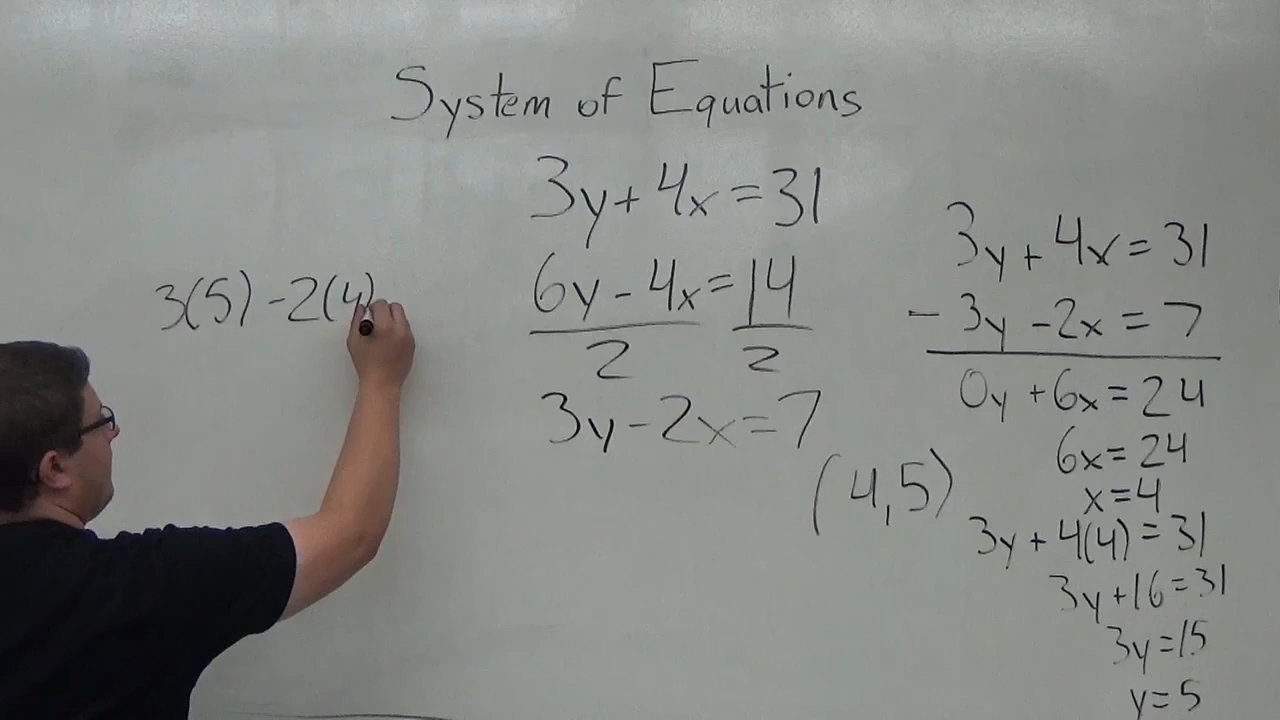 System of Equations
3y+4x=31
6y-4x=14
2 2
3y-2x=7
(4,5)
3(5)-2(4)
3y+4x=31
- 3y-2x=7
0y+6x=24
6x=24
x=4
3y+4(4)=31
3y+16=31
3y=15
y=5